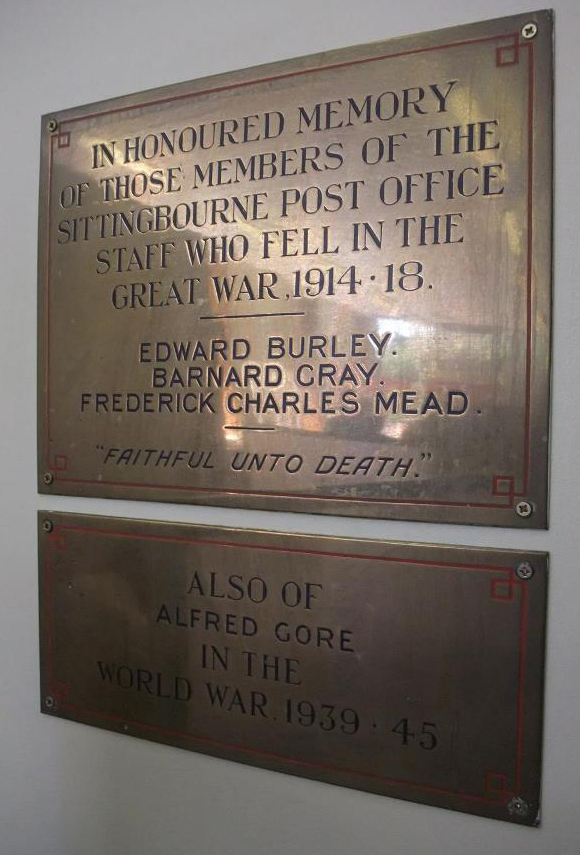 IN HONOURED MEMORY
OF THOSE MEMBERS OF THE
SITTINGBOURNE POST OFFICE
STAFF WHO FELL IN THE
GREAT WAR, 1914·18.
EDWARD BURLEY.
BARNARD GRAY.
FREDERICK CHARLES MEAD.
"FAITHFUL UNTO DEATH."
ALSO OF
ALFRED GORE
IN THE
WORLD WAR. 1939·45